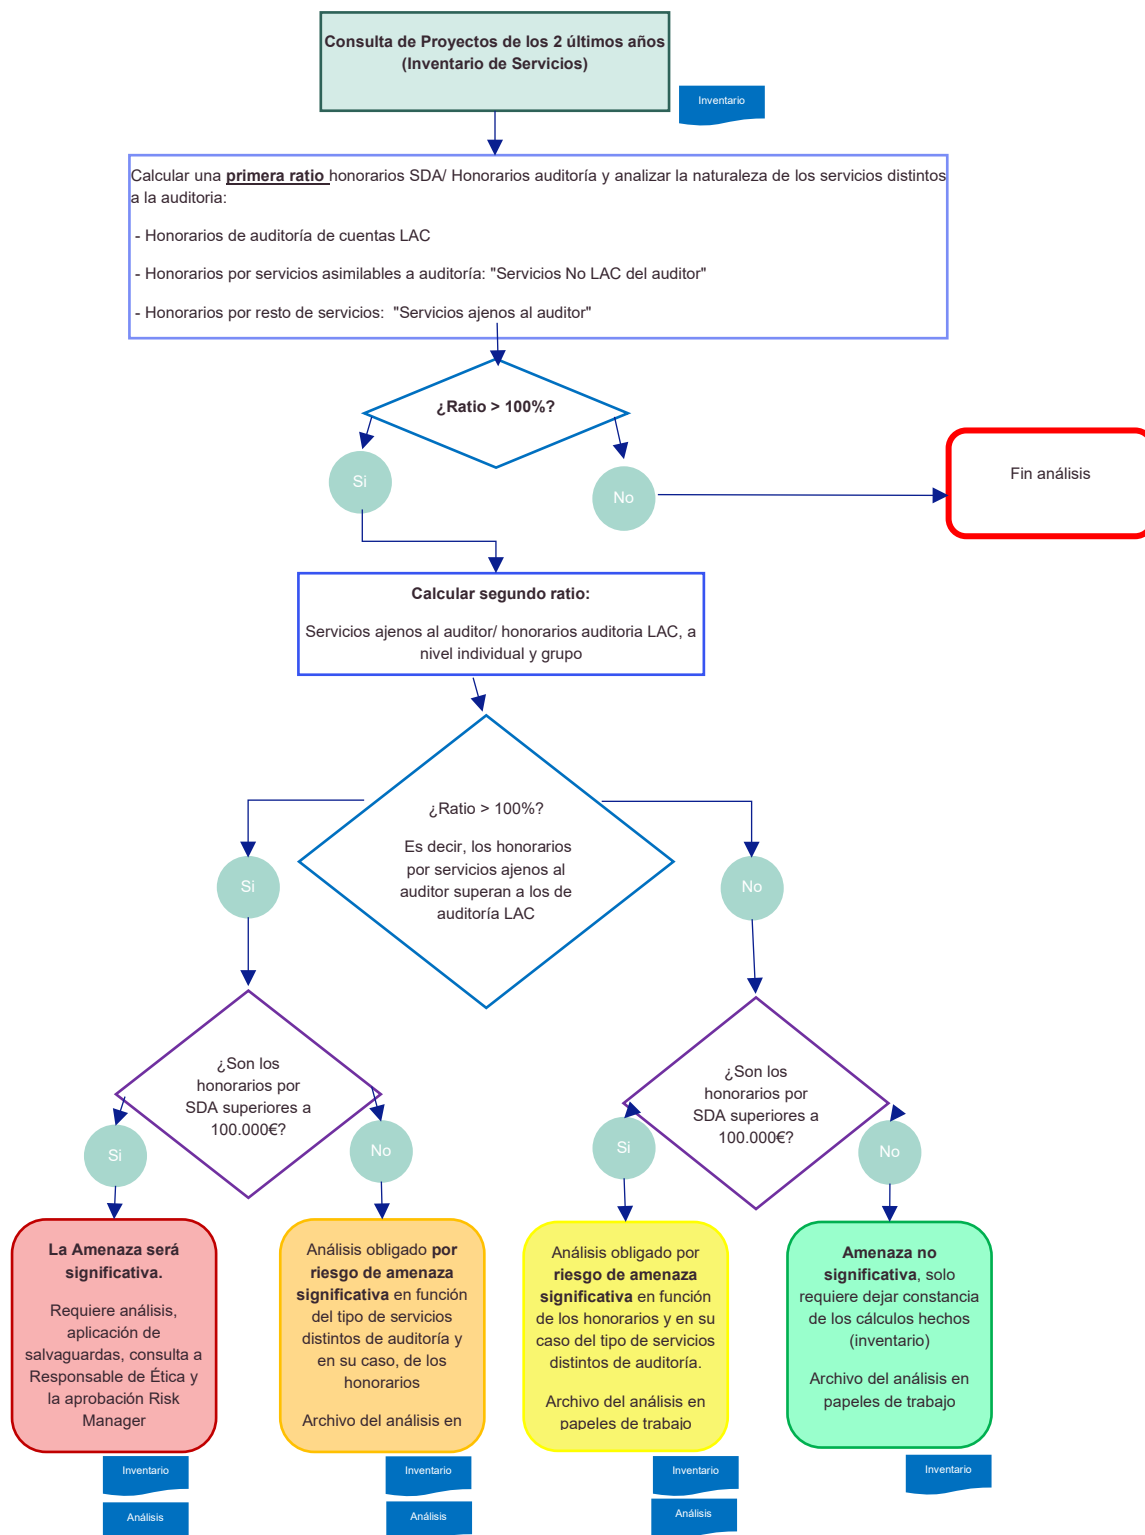 Consulta de Proyectos de los 2 últimos años
(Inventario de Servicios)
Inventario
Calcular una primera ratio honorarios SDA/ Honorarios auditoría y analizar la naturaleza de los servicios distintos
a la auditoria:
- Honorarios de auditoría de cuentas LAC
- Honorarios por servicios asimilables a auditoría: "Servicios No LAC del auditor"
- Honorarios por resto de servicios: "Servicios ajenos al auditor"
¿Ratio > 100%?
Si
No
Fin análisis
Calcular segundo ratio:
Servicios ajenos al auditor/ honorarios auditoria LAC, a
nivel individual y grupo
¿Ratio > 100%?
Es decir, los honorarios
por servicios ajenos al
auditor superan a los de
auditoría LAC
Si
No
¿Son los
honorarios por
SDA superiores a
100.000€?
¿Son los
honorarios por
SDA superiores a
100.000€?
Si
No
Si
No
La Amenaza será
significativa.
Requiere análisis,
aplicación de
salvaguardas, consulta a
Responsable de Ética y
la aprobación Risk
Manager
Análisis obligado por
riesgo de amenaza
significativa en función
del tipo de servicios
distintos de auditoría y
en su caso, de los
honorarios
Archivo del análisis en
Análisis obligado por
riesgo de amenaza
significativa en función
de los honorarios y en su
caso del tipo de servicios
distintos de auditoría.
Archivo del análisis en
papeles de trabajo
Amenaza no
significativa, solo
requiere dejar constancia
de los cálculos hechos
(inventario)
Archivo del análisis en
papeles de trabajo
Inventario
Análisis
Inventario
Análisis
Inventario
Análisis
Inventario